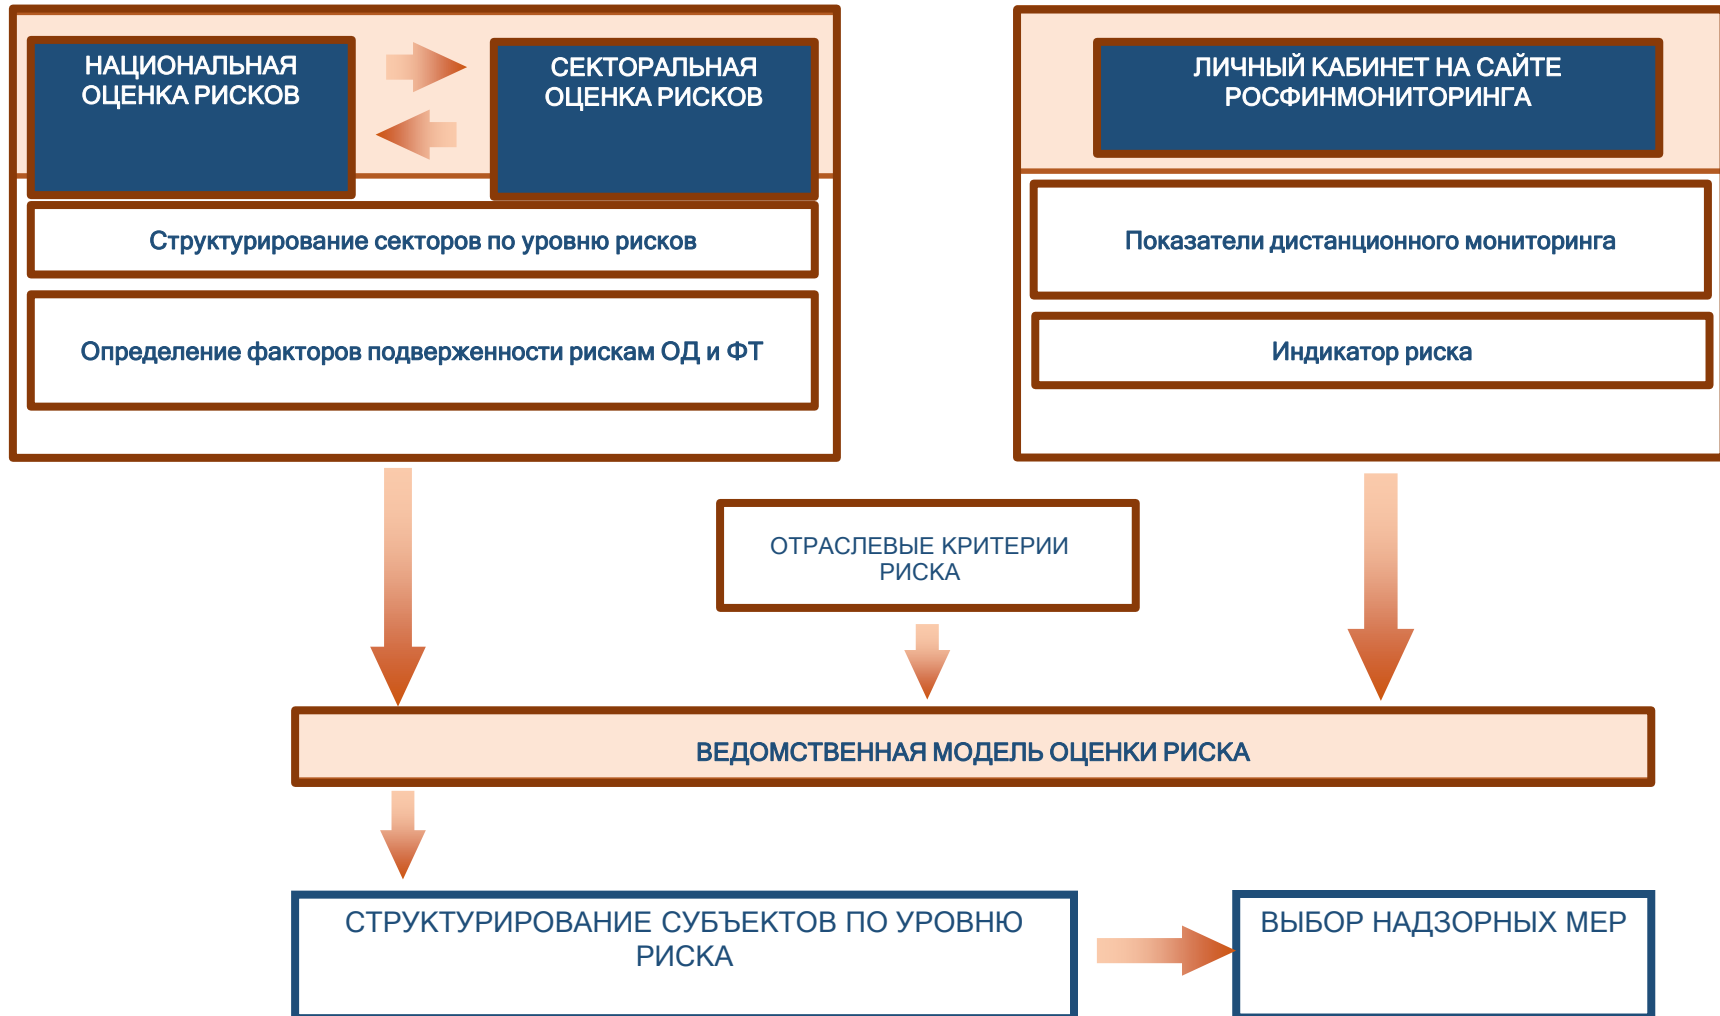 НАЦИОНАЛЬНАЯ
ОЦЕНКА РИСКОВ
СЕКТОРАЛЬНАЯ
ОЦЕНКА РИСКОВ
Структурирование секторов по уровню рисков
Определение факторов подверженности рискам ОД и ФТ
ЛИЧНЫЙ КАБИНЕТ НА САЙТЕ
РОСФИНМОНИТОРИНГА
Показатели дистанционного мониторинга
Индикатор риска
ОТРАСЛЕВЫЕ КРИТЕРИИ
РИСКА
ВЕДОМСТВЕННАЯ МОДЕЛЬ ОЦЕНКИ РИСКА
СТРУКТУРИРОВАНИЕ СУБЪЕКТОВ ПО УРОВНЮ
РИСКА
ВЫБОР НАДЗОРНЫХ МЕР